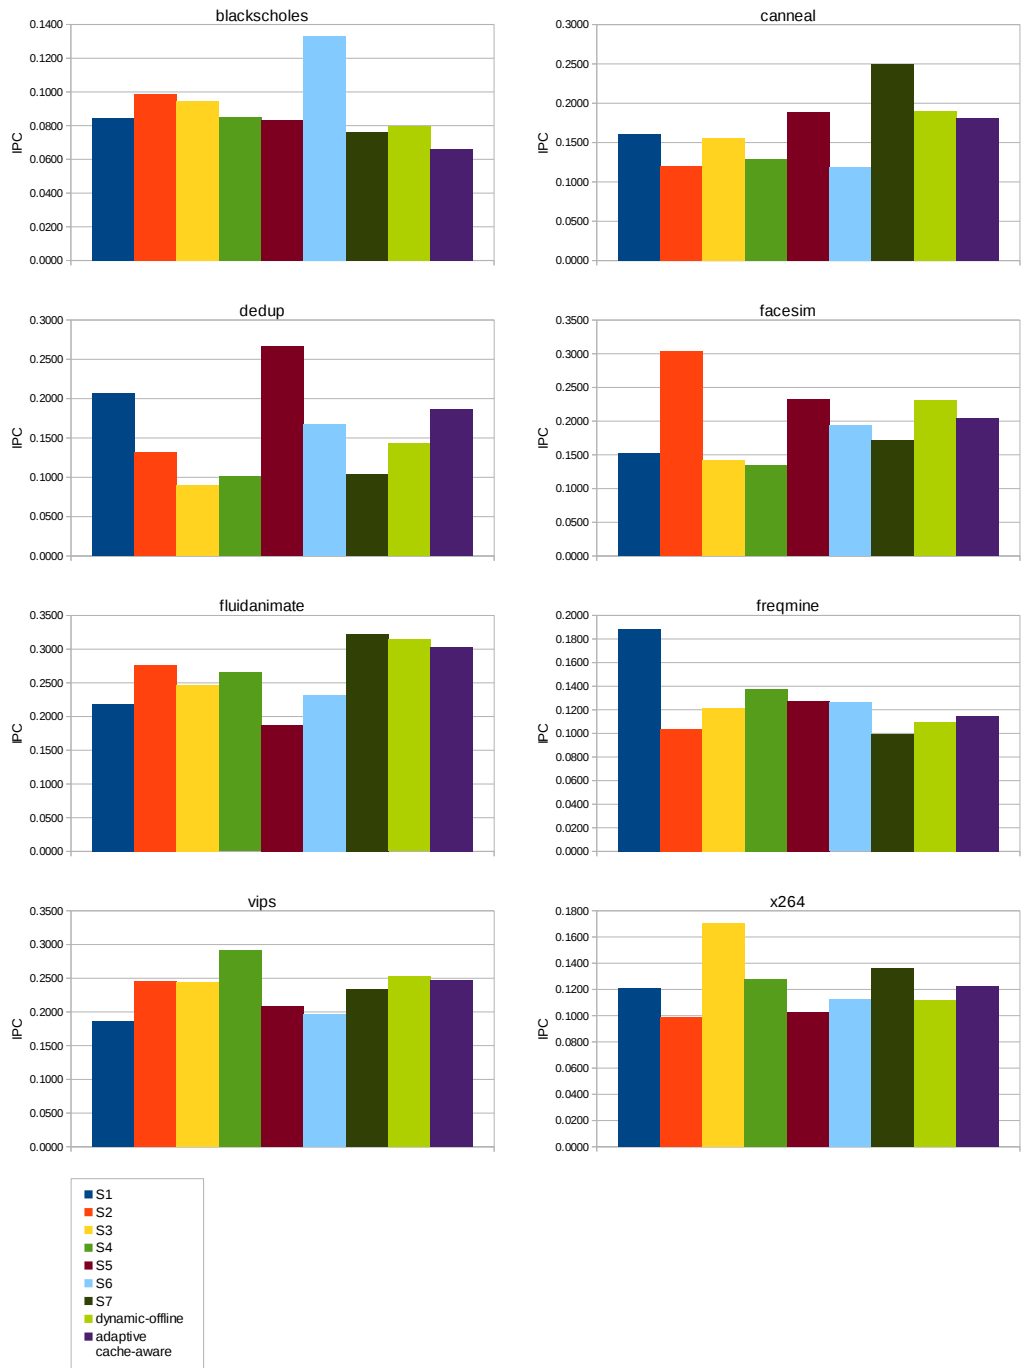 blackscholes
0.1400
0.1200
0.1000
0.0800
0.0600
0.0400
0.0200
0.0000
IPC
canneal
0.3000
0.2500
0.2000
0.1500
0.1000
0.0500
0.0000
IPC
dedup
0.3000
0.2500
0.2000
0.1500
0.1000
0.0500
0.0000
IPC
facesim
0.3500
0.3000
0.2500
0.2000
0.1500
0.1000
0.0500
0.0000
IPC
fluidanimate
0.3500
0.3000
0.2500
0.2000
0.1500
0.1000
0.0500
0.0000
IPC
freqmine
0.2000
0.1800
0.1600
0.1400
0.1200
0.1000
0.0800
0.0600
0.0400
0.0200
0.0000
IPC
vips
0.3500
0.3000
0.2500
0.2000
0.1500
0.1000
0.0500
0.0000
IPC
x264
0.1800
0.1600
0.1400
0.1200
0.1000
0.0800
0.0600
0.0400
0.0200
0.0000
IPC
S1
S2
S3
S4
S5
S6
S7
dynamic-offline
adaptive
cache-aware